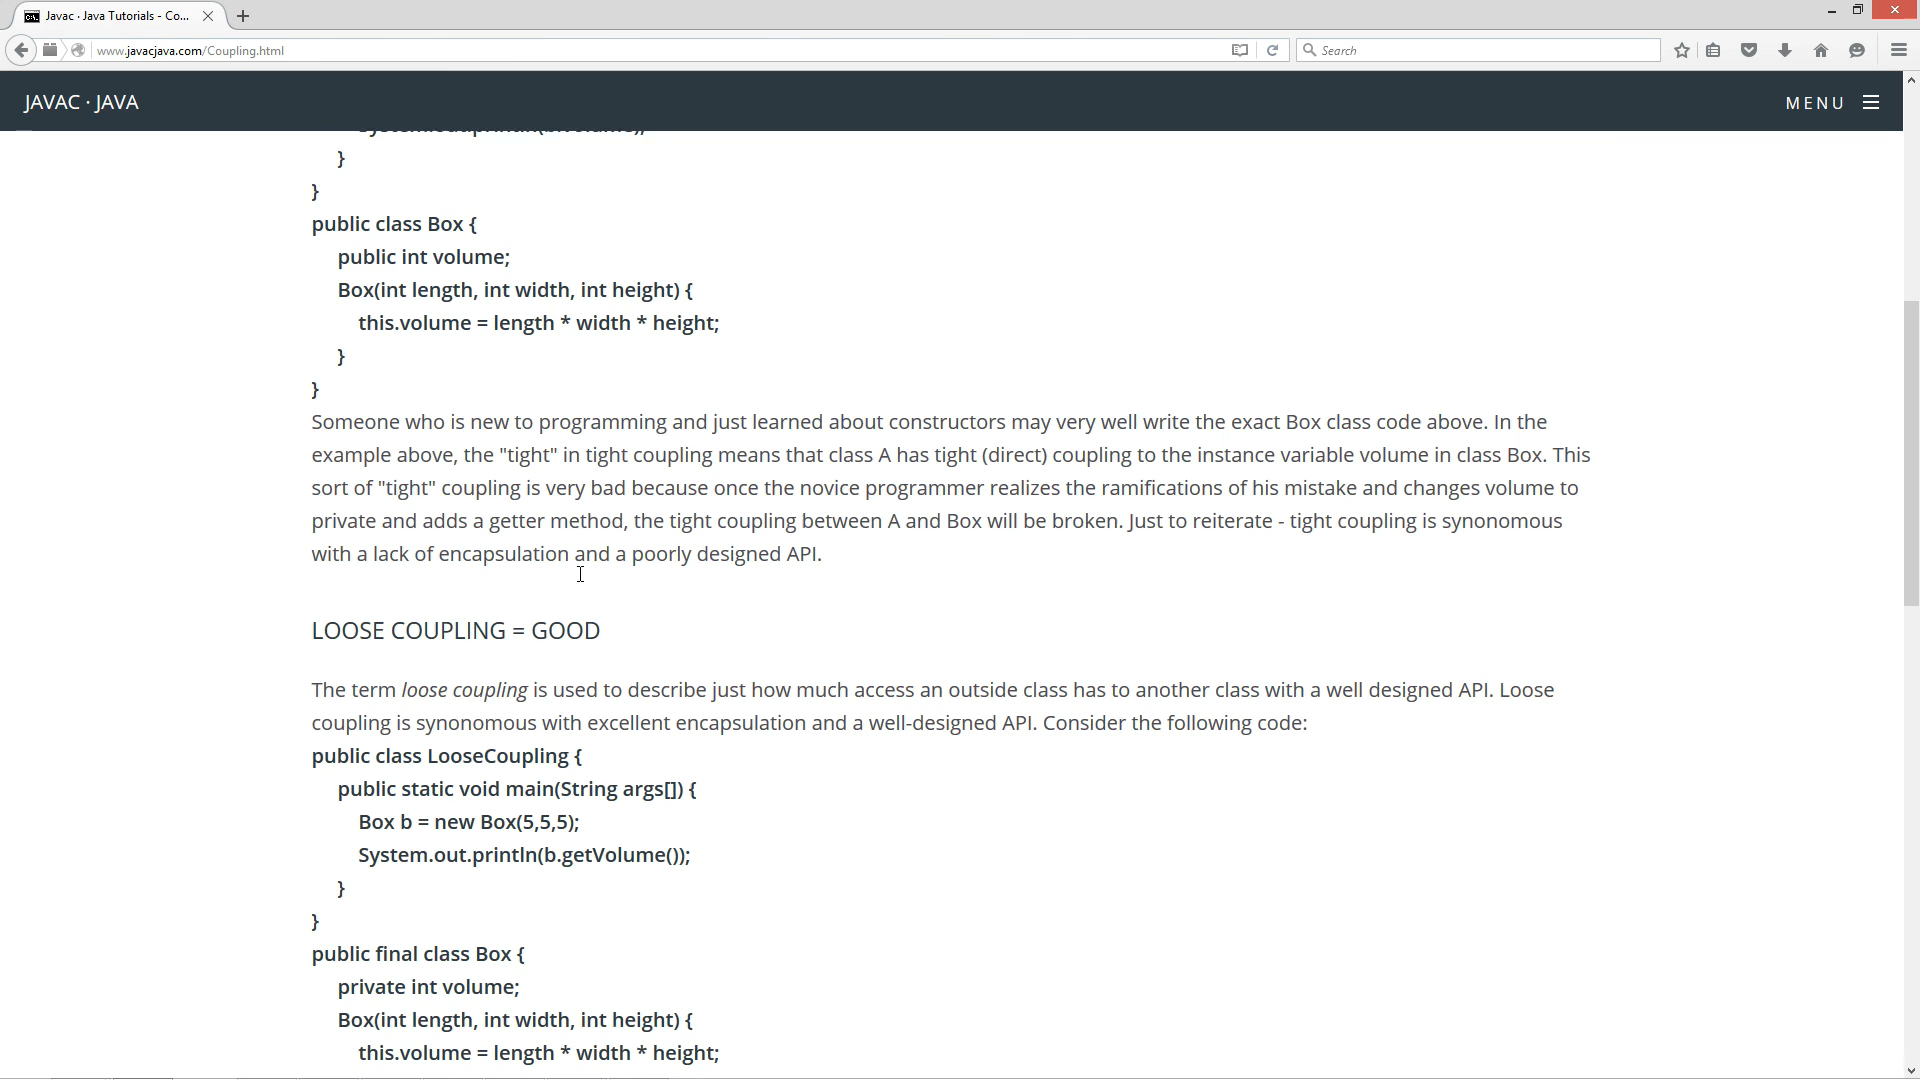 Javac · Java Tutorials - Co...
www.javacjava.com/Coupling.html
Search
JAVAC · JAVA
MENU
}
}
public class Box {
public int volume;
Box(int length, int width, int height) {
this.volume = length * width * height;
}
}
Someone who is new to programming and just learned about constructors may very well write the exact Box class code above. In the
example above, the "tight" in tight coupling means that class A has tight (direct) coupling to the instance variable volume in class Box. This
sort of "tight" coupling is very bad because once the novice programmer realizes the ramifications of his mistake and changes volume to
private and adds a getter method, the tight coupling between A and Box will be broken. Just to reiterate - tight coupling is synonomous
with a lack of encapsulation and a poorly designed API.
LOOSE COUPLING = GOOD
The term loose coupling is used to describe just how much access an outside class has to another class with a well designed API. Loose
coupling is synonomous with excellent encapsulation and a well-designed API. Consider the following code:
public class LooseCoupling {
public static void main(String args[]) {
Box b = new Box(5,5,5);
System.out.println(b.getVolume());
}
}
public final class Box {
private int volume;
Box(int length, int width, int height) {
this.volume = length * width * height;